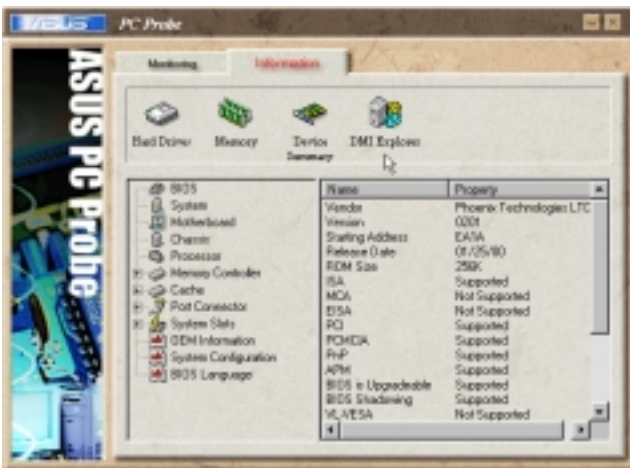 ASUS PC Probe
Monitoring Information
Hard Drives Memory Device Summary DMI Explorer
ASUS PC Probe
BIOS
System
Motherboard
Chassis
Processor
Memory Controller
Cache
Port Connector
System Slots
OEM Information
System Configuration
BIOS Language
Name Property
Vendor Phoenix Technologies LTD
Version 0201
Starting Address EA1A
Release Date 01/25/00
ROM Size 256K
ISA Supported
MCA Not Supported
EISA Not Supported
PCI Supported
PCMCIA Supported
PnP Supported
APM Supported
BIOS is Upgradeable Supported
BIOS Shadowing Supported
VL-VESA Not Supported